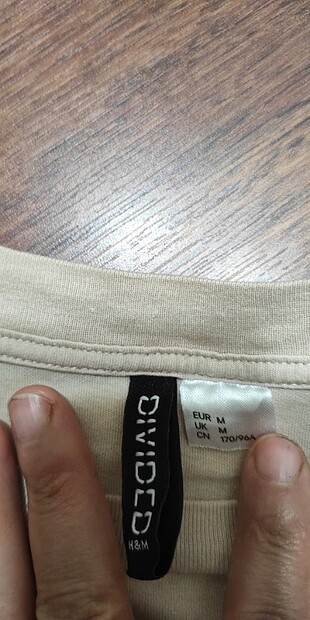 DIVIDED
H&M
EUR M
UK M
CN 170/96A